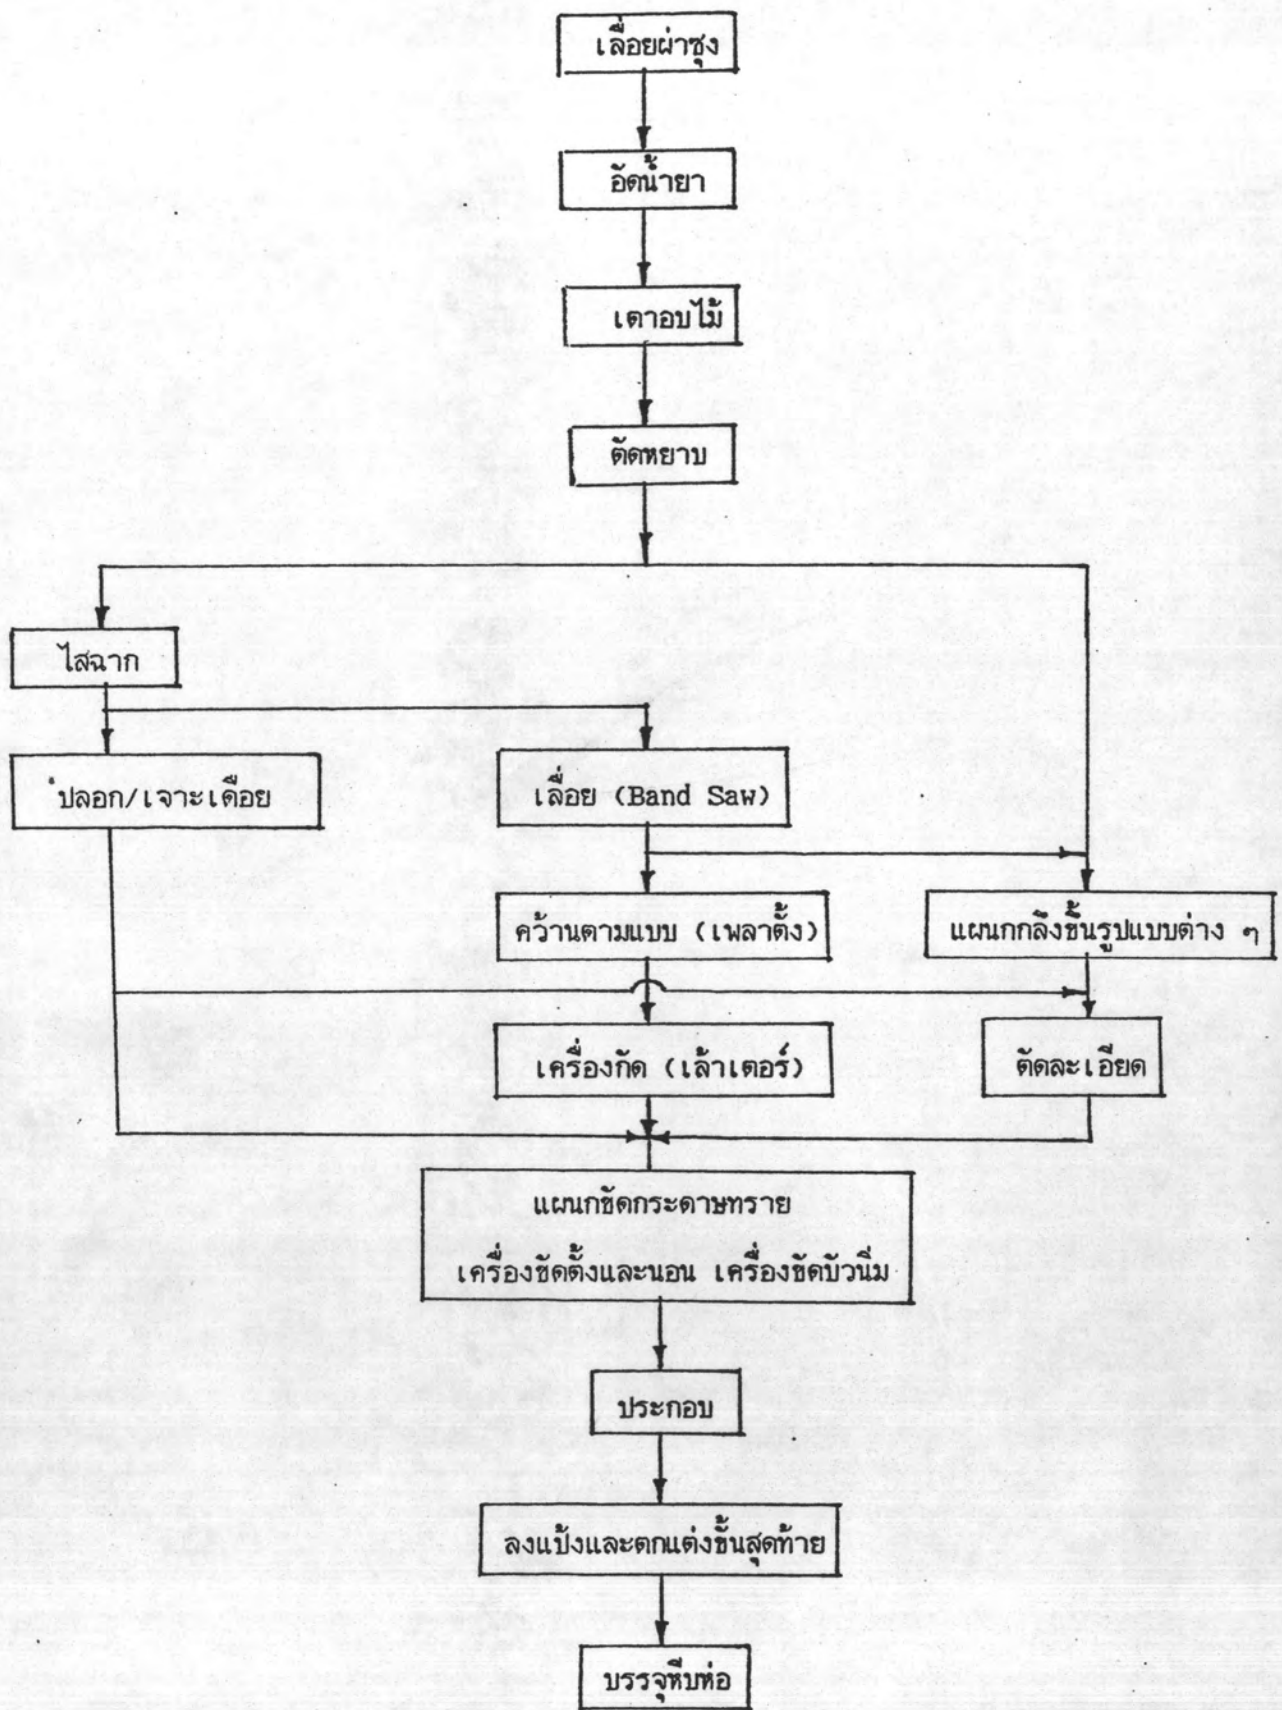 เลื่อยผ่าซุง
อัดน้ำยา
เตาอบไม้
ตัดหยาบ
ไสฉาก
ปลอก/เจาะเดือย
เลื่อย (Band Saw)
คว้านตามแบบ (เพลาตั้ง)
แผนกกลึงขึ้นรูปแบบต่าง ๆ
เครื่องกัด (เล้าเตอร์)
ตัดละเอียด
แผนกขัดกระดาษทราย
เครื่องขัดตั้งและนอน เครื่องขัดบัวนิ่ม
ประกอบ
ลงแป้งและตกแต่งขั้นสุดท้าย
บรรจุหีบห่อ